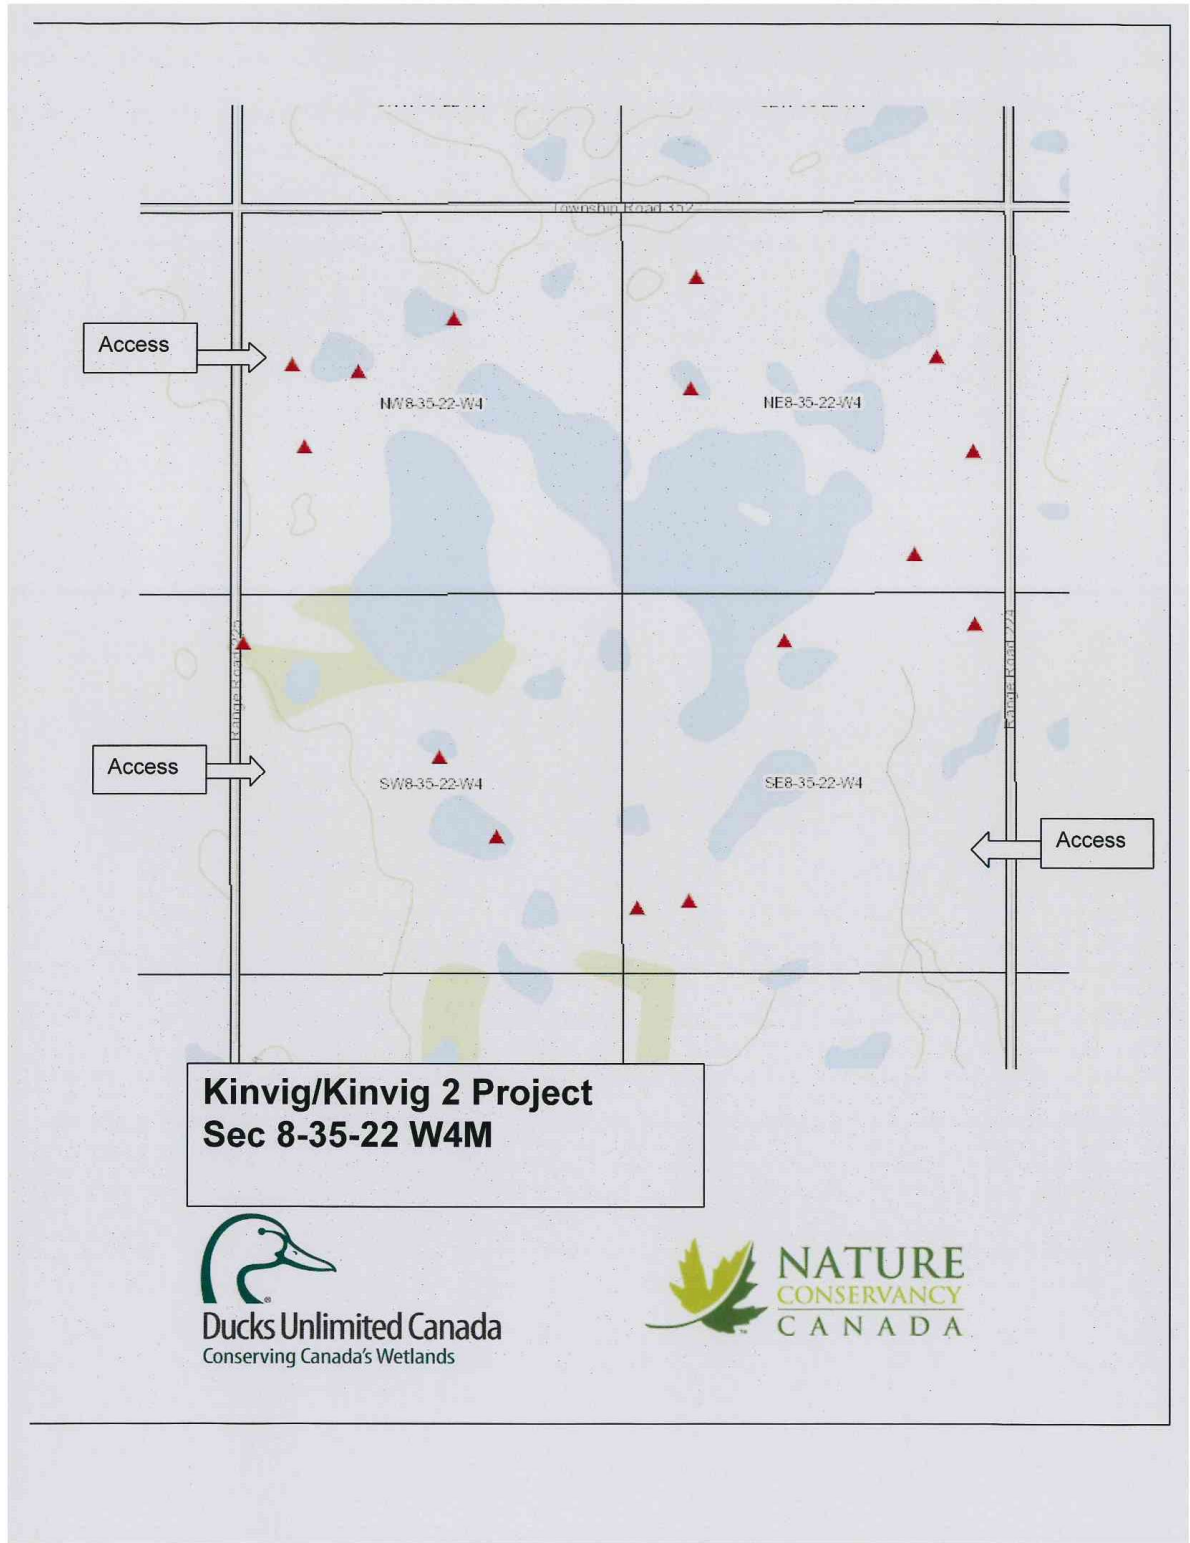 Township Road 352
Access
NW8-35-22-W4
NE8-35-22-W4
Range Road 225
Range Road 224
Access
SW8-35-22-W4
SE8-35-22-W4
Access
Kinvig/Kinvig 2 Project
Sec 8-35-22 W4M
Ducks Unlimited Canada
Conserving Canada's Wetlands
NATURE
CONSERVANCY
CANADA